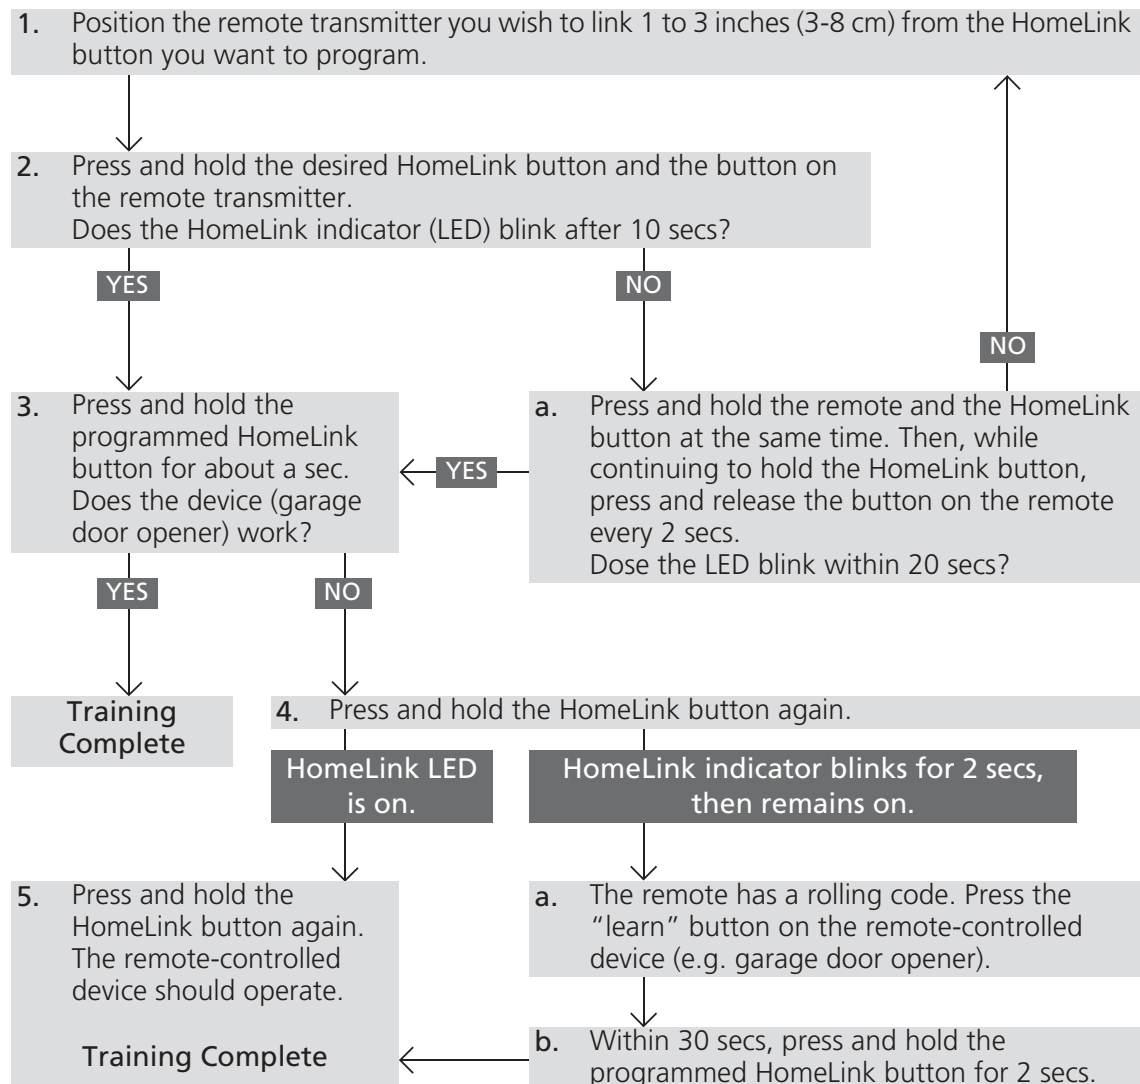 1. Position the remote transmitter you wish to link 1 to 3 inches (3-8 cm) from the HomeLink
button you want to program.
2. Press and hold the desired HomeLink button and the button on
the remote transmitter.
Does the HomeLink indicator (LED) blink after 10 secs?
YES
NO
NO
3. Press and hold the
programmed HomeLink
button for about a sec.
Does the device (garage
door opener) work?
YES
a. Press and hold the remote and the HomeLink
button at the same time. Then, while
continuing to hold the HomeLink button,
press and release the button on the remote
every 2 secs.
Dose the LED blink within 20 secs?
YES
NO
Training
Complete
4. Press and hold the HomeLink button again.
HomeLink LED
is on.
HomeLink indicator blinks for 2 secs,
then remains on.
5. Press and hold the
HomeLink button again.
The remote-controlled
device should operate.
Training Complete
a. The remote has a rolling code. Press the
“learn” button on the remote-controlled
device (e.g. garage door opener).
b. Within 30 secs, press and hold the
programmed HomeLink button for 2 secs.